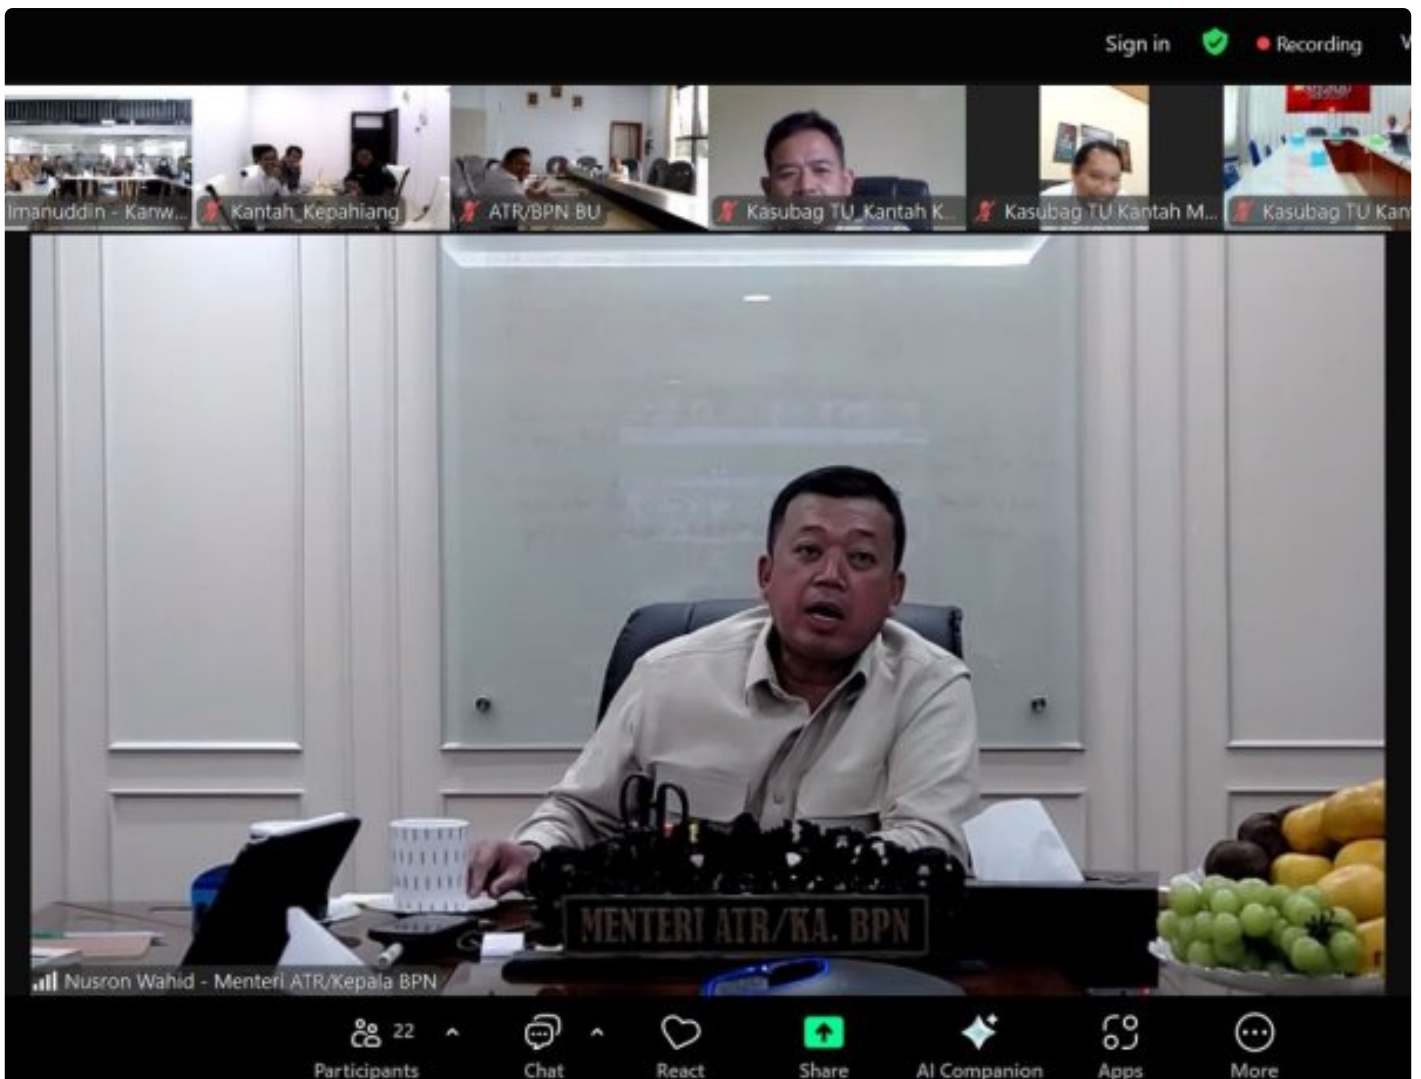 Sign in
Recording
Imanuddin - Kanw...
Kantah_Kepahiang
ATR/BPN BU
Kasubag TU_Kantah K...
Kasubag TU Kantah M...
Kasubag TU Kan
MENTERI ATR/KA. BPN
Nusron Wahid - Menteri ATR/Kepala BPN
22
Participants
Chat
React
Share
AI Companion
Apps
More